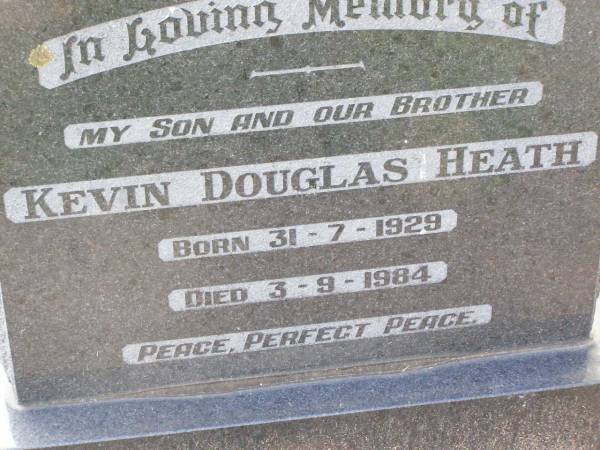 In Loving Memory of
MY SON AND OUR BROTHER
KEVIN DOUGLAS HEATH
BORN 31-7-1929
DIED 3-9-1984
PEACE, PERFECT PEACE.